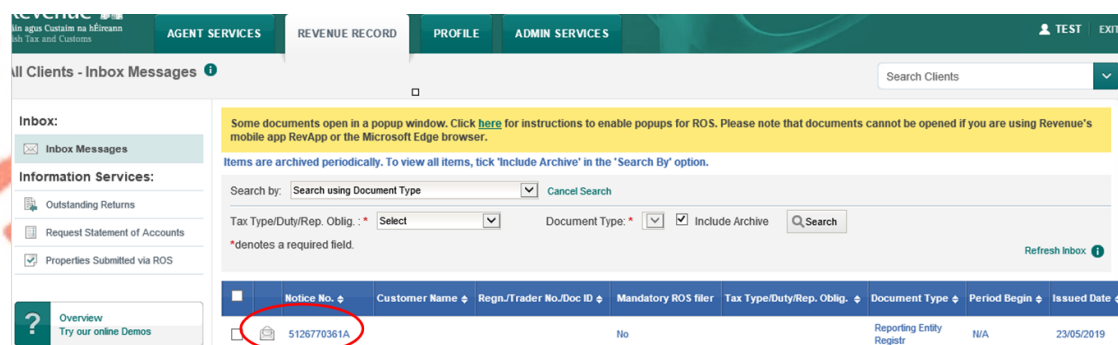 áin agus Custaim na hÉireann
ish Tax and Customs
AGENT SERVICES
REVENUE RECORD
PROFILE
ADMIN SERVICES
TEST
EXIT
All Clients - Inbox Messages
Search Clients
Inbox:
Inbox Messages
Information Services:
Outstanding Returns
Request Statement of Accounts
Properties Submitted via ROS
Overview
Try our online Demos
Some documents open in a popup window. Click here for instructions to enable popups for ROS. Please note that documents cannot be opened if you are using Revenue's
mobile app RevApp or the Microsoft Edge browser.
Items are archived periodically. To view all items, tick 'Include Archive' in the 'Search By' option.
Search by: Search using Document Type Cancel Search
Tax Type/Duty/Rep. Oblig. : * Select Document Type: * Include Archive Search
*denotes a required field.
Refresh Inbox
Notice No. Customer Name Regn./Trader No./Doc ID Mandatory ROS filer Tax Type/Duty/Rep. Oblig. Document Type Period Begin Issued Date
5126770361A No Reporting Entity Registr N/A 23/05/2019